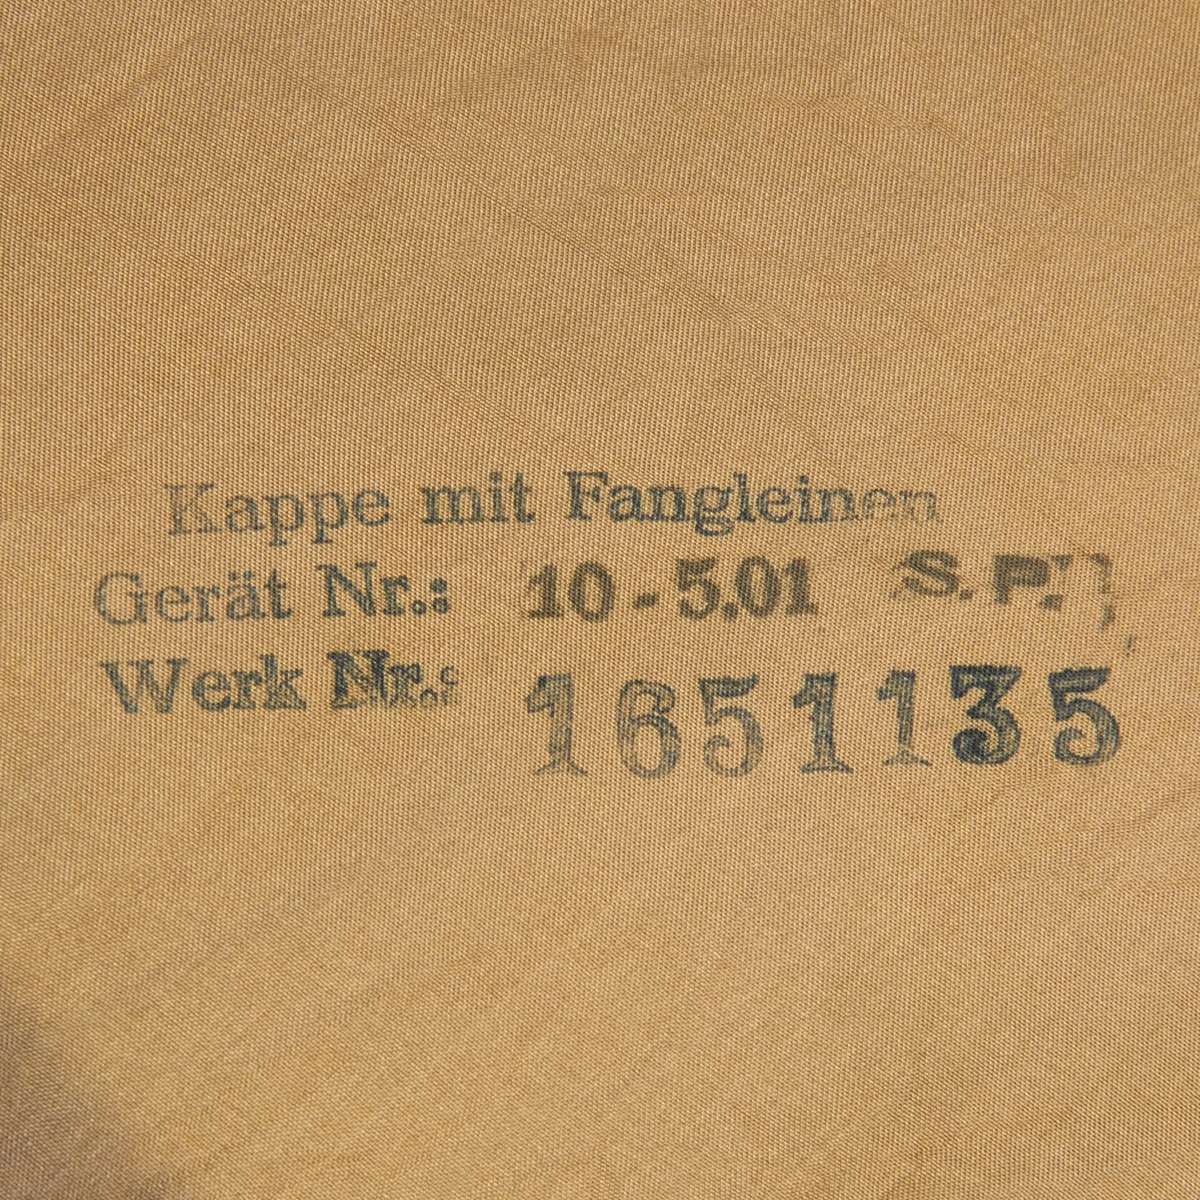 Kappe mit Fangleinen
Gerät Nr.: 10-5.01 S.P.
Werk Nr.: 1651135